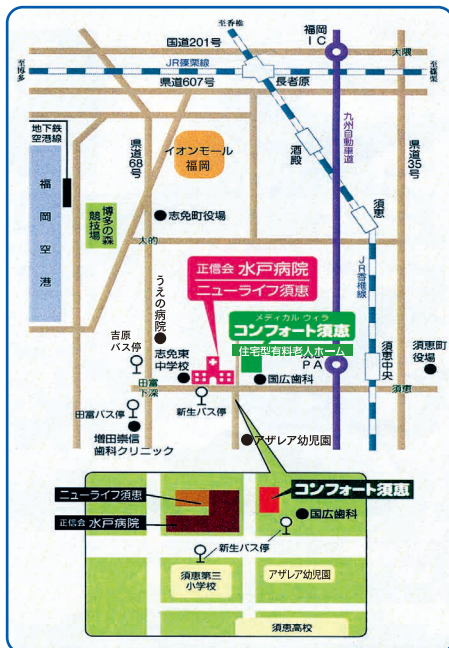 至香椎
福岡
IC
国道201号
大隈
至博多
JR篠栗線
至篠栗
県道607号
長者原
地下鉄
空港線
福岡空港
県道68号
イオンモール
福岡
酒殿
九州自動車道
県道35号
博多の森
競技場
志免町役場
須恵
大的
JR香椎線
正信会 水戸病院
ニューライフ須恵
うえの病院
メディカル ウィラ
コンフォート須恵
住宅型有料老人ホーム
吉原
バス停
志免東
中学校
須恵
PA
須恵中央
須恵町
役場
国広歯科
田富
下深
須恵
新生バス停
田富バス停
増田崇信
歯科クリニック
アザレア幼児園
ニューライフ須恵
コンフォート須恵
正信会 水戸病院
国広歯科
新生バス停
須恵第三
小学校
アザレア幼児園
須恵高校